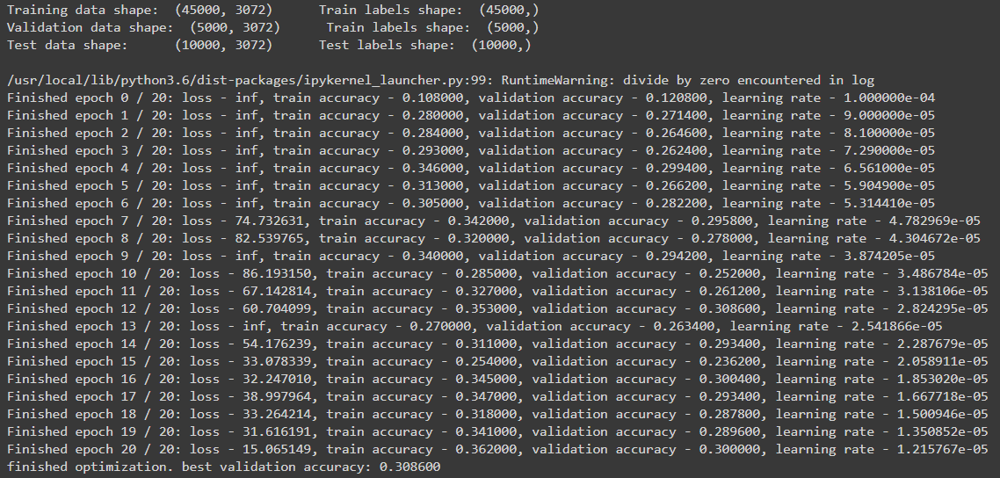 Training data shape:  (45000, 3072)     Train labels shape:  (45000,)
Validation data shape:  (5000, 3072)      Train labels shape:  (5000,)
Test data shape:      (10000, 3072)     Test labels shape:  (10000,)
/usr/local/lib/python3.6/dist-packages/ipykernel_launcher.py:99: RuntimeWarning: divide by zero encountered in log
Finished epoch 0 / 20: loss - inf, train accuracy - 0.108000, validation accuracy - 0.120800, learning rate - 1.000000e-04
Finished epoch 1 / 20: loss - inf, train accuracy - 0.280000, validation accuracy - 0.271400, learning rate - 9.000000e-05
Finished epoch 2 / 20: loss - inf, train accuracy - 0.284000, validation accuracy - 0.264600, learning rate - 8.100000e-05
Finished epoch 3 / 20: loss - inf, train accuracy - 0.293000, validation accuracy - 0.262400, learning rate - 7.290000e-05
Finished epoch 4 / 20: loss - inf, train accuracy - 0.346000, validation accuracy - 0.299400, learning rate - 6.561000e-05
Finished epoch 5 / 20: loss - inf, train accuracy - 0.313000, validation accuracy - 0.266200, learning rate - 5.904900e-05
Finished epoch 6 / 20: loss - inf, train accuracy - 0.305000, validation accuracy - 0.282200, learning rate - 5.314410e-05
Finished epoch 7 / 20: loss - 74.732631, train accuracy - 0.342000, validation accuracy - 0.295800, learning rate - 4.782969e-05
Finished epoch 8 / 20: loss - 82.539765, train accuracy - 0.320000, validation accuracy - 0.278000, learning rate - 4.304672e-05
Finished epoch 9 / 20: loss - inf, train accuracy - 0.340000, validation accuracy - 0.294200, learning rate - 3.874205e-05
Finished epoch 10 / 20: loss - 86.193150, train accuracy - 0.285000, validation accuracy - 0.252000, learning rate - 3.486784e-05
Finished epoch 11 / 20: loss - 67.142814, train accuracy - 0.327000, validation accuracy - 0.261200, learning rate - 3.138106e-05
Finished epoch 12 / 20: loss - 60.704099, train accuracy - 0.353000, validation accuracy - 0.308600, learning rate - 2.824295e-05
Finished epoch 13 / 20: loss - inf, train accuracy - 0.270000, validation accuracy - 0.263400, learning rate - 2.541866e-05
Finished epoch 14 / 20: loss - 54.176239, train accuracy - 0.311000, validation accuracy - 0.293400, learning rate - 2.287679e-05
Finished epoch 15 / 20: loss - 33.078339, train accuracy - 0.254000, validation accuracy - 0.236200, learning rate - 2.058911e-05
Finished epoch 16 / 20: loss - 32.247010, train accuracy - 0.345000, validation accuracy - 0.300400, learning rate - 1.853020e-05
Finished epoch 17 / 20: loss - 38.997964, train accuracy - 0.347000, validation accuracy - 0.293400, learning rate - 1.667718e-05
Finished epoch 18 / 20: loss - 33.264214, train accuracy - 0.318000, validation accuracy - 0.287800, learning rate - 1.500946e-05
Finished epoch 19 / 20: loss - 31.616191, train accuracy - 0.341000, validation accuracy - 0.289600, learning rate - 1.350852e-05
Finished epoch 20 / 20: loss - 15.065149, train accuracy - 0.362000, validation accuracy - 0.300000, learning rate - 1.215767e-05
finished optimization. best validation accuracy: 0.308600